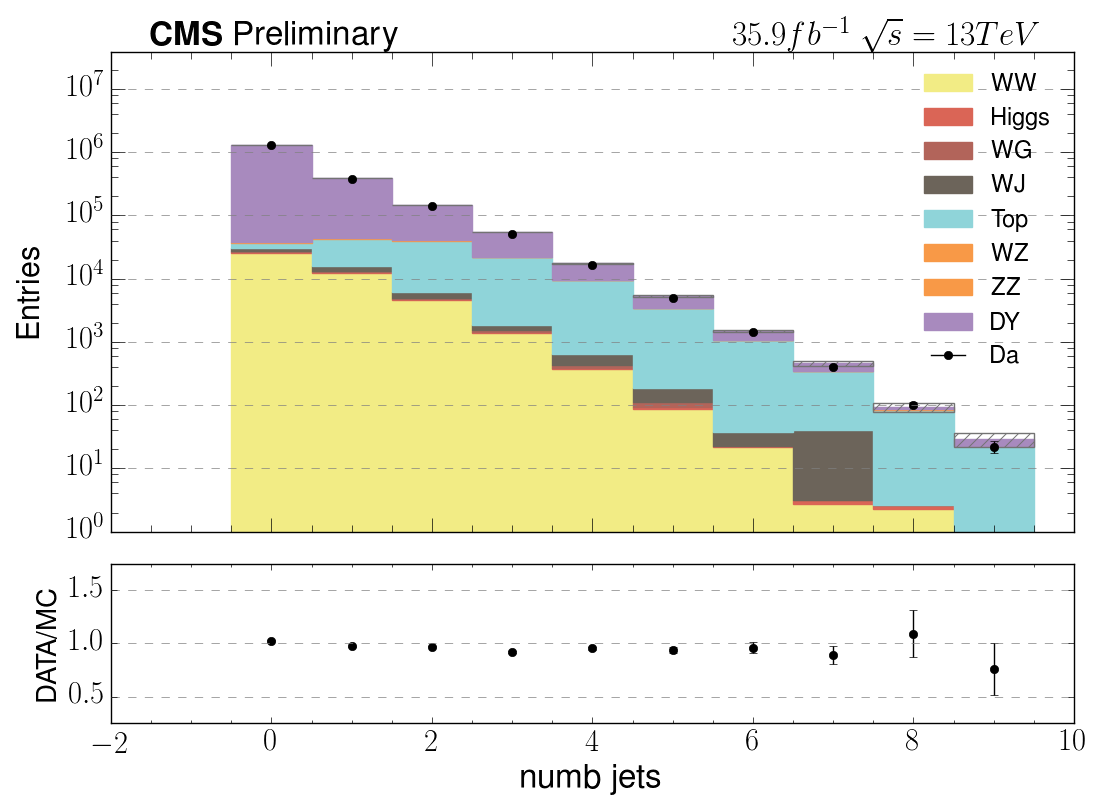 CMS Preliminary 35.9fb⁻¹ √s = 13TeV
Entries
10⁷
10⁶
10⁵
10⁴
10³
10²
10¹
10⁰
WW
Higgs
WG
WJ
Top
WZ
ZZ
DY
Da
DATA/MC
1.5
1.0
0.5
−2 0 2 4 6 8 10
numb jets